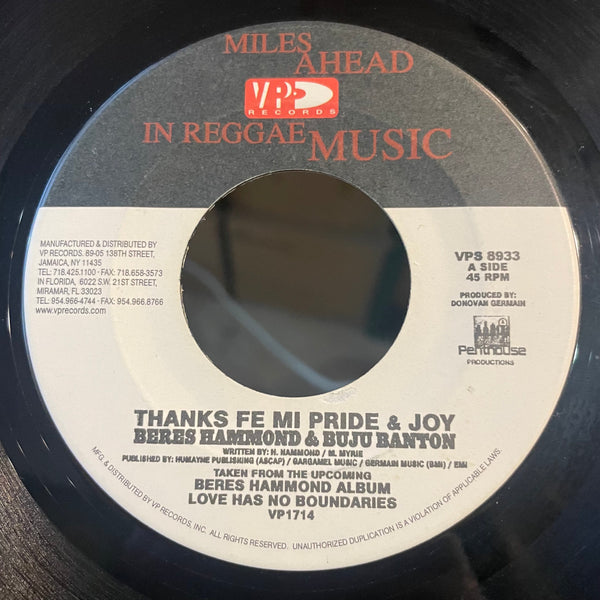 MILES
AHEAD
VP
RECORDS
IN REGGAE
MUSIC
MANUFACTURED & DISTRIBUTED BY
VP RECORDS. 89-05 138TH STREET,
JAMAICA, NY 11435
TEL: 718.425.1100 - FAX: 718.658-3573
IN FLORIDA, 6022 S.W. 21ST STREET,
MIRAMAR, FL 33023
TEL: 954.966-4744 - FAX: 954.966.8766
www.vprecords.com
VPS 8933
A SIDE
45 RPM
PRODUCED BY:
DONOVAN GERMAIN
Penthouse
PRODUCTIONS
THANKS FE MI PRIDE & JOY
BERES HAMMOND & BUJU BANTON
WRITTEN BY: H. HAMMOND / M. MYRIE
PUBLISHED BY: HUMAYNE PUBLISHING (ASCAP) / GARGAMEL MUSIC / GERMAIN MUSIC (BMI) / EMI
TAKEN FROM THE UPCOMING
BERES HAMMOND ALBUM
LOVE HAS NO BOUNDARIES
VP1714
MFG. & DISTRIBUTED BY VP RECORDS, INC. ALL RIGHTS RESERVED. UNAUTHORIZED DUPLICATION IS A VIOLATION OF APPLICABLE LAWS.